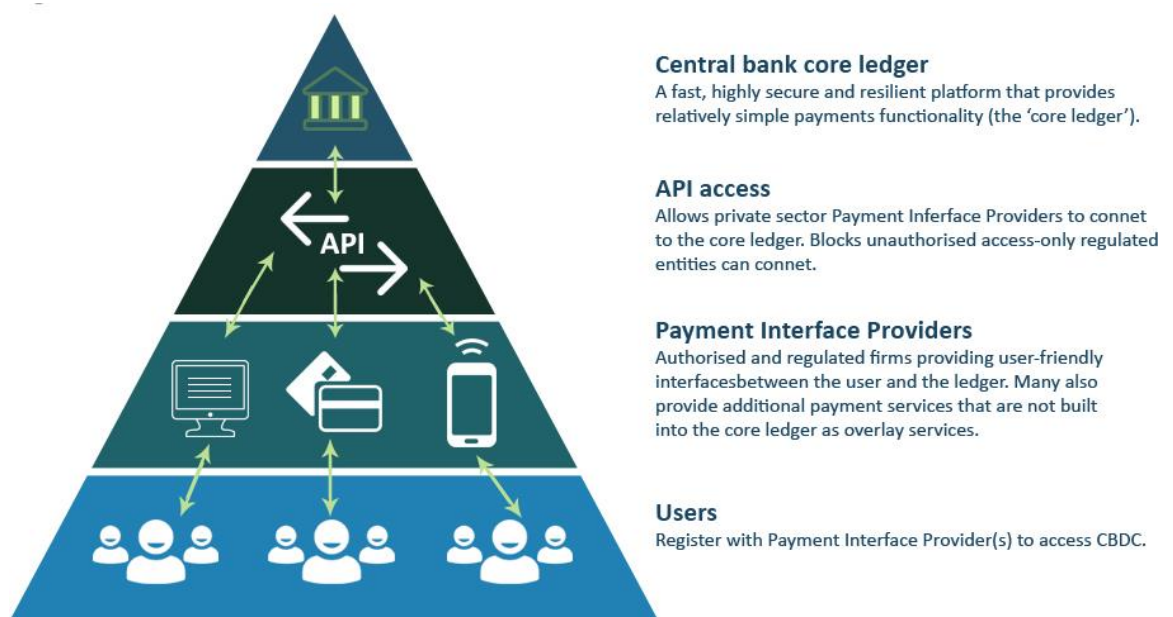 Central bank core ledger
A fast, highly secure and resilient platform that provides
relatively simple payments functionality (the ‘core ledger’).
API
API access
Allows private sector Payment Inferface Providers to connet
to the core ledger. Blocks unauthorised access-only regulated
entities can connet.
Payment Interface Providers
Authorised and regulated firms providing user-friendly
interfacesbetween the user and the ledger. Many also
provide additional payment services that are not built
into the core ledger as overlay services.
Users
Register with Payment Interface Provider(s) to access CBDC.